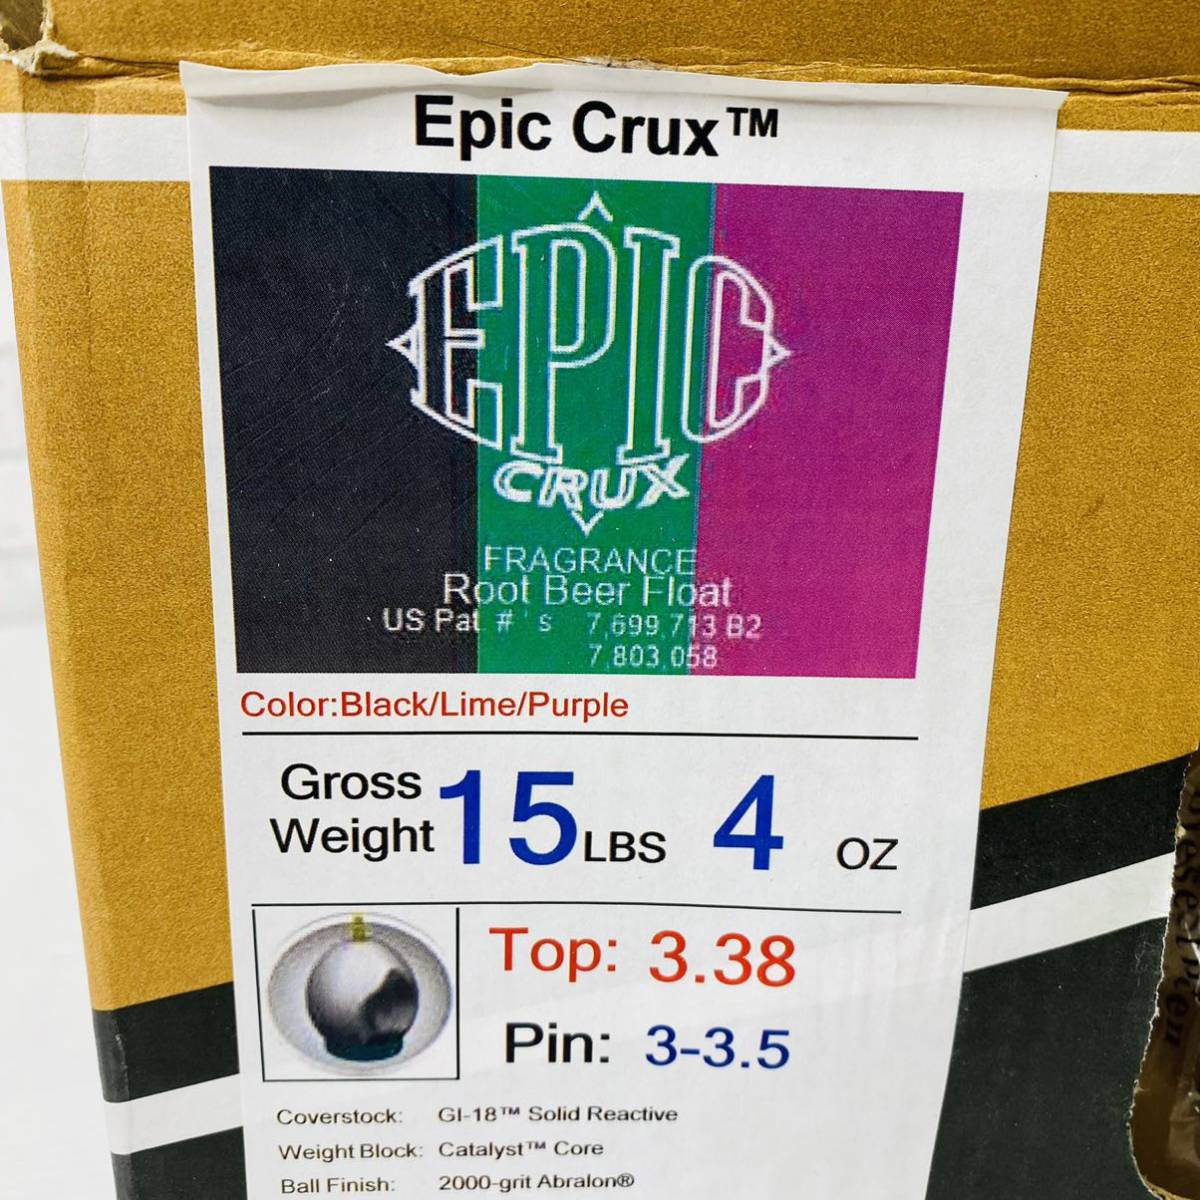 Epic Crux™
EPIC
CRUX
FRAGRANCE
Root Beer Float
US Pat # ' s 7,699,713 B2
7,803,058
Color:Black/Lime/Purple
Gross
Weight 15 LBS 4 OZ
Top: 3.38
Pin: 3-3.5
Coverstock: GI-18™ Solid Reactive
Weight Block: Catalyst™ Core
Ball Finish: 2000-grit Abralon®